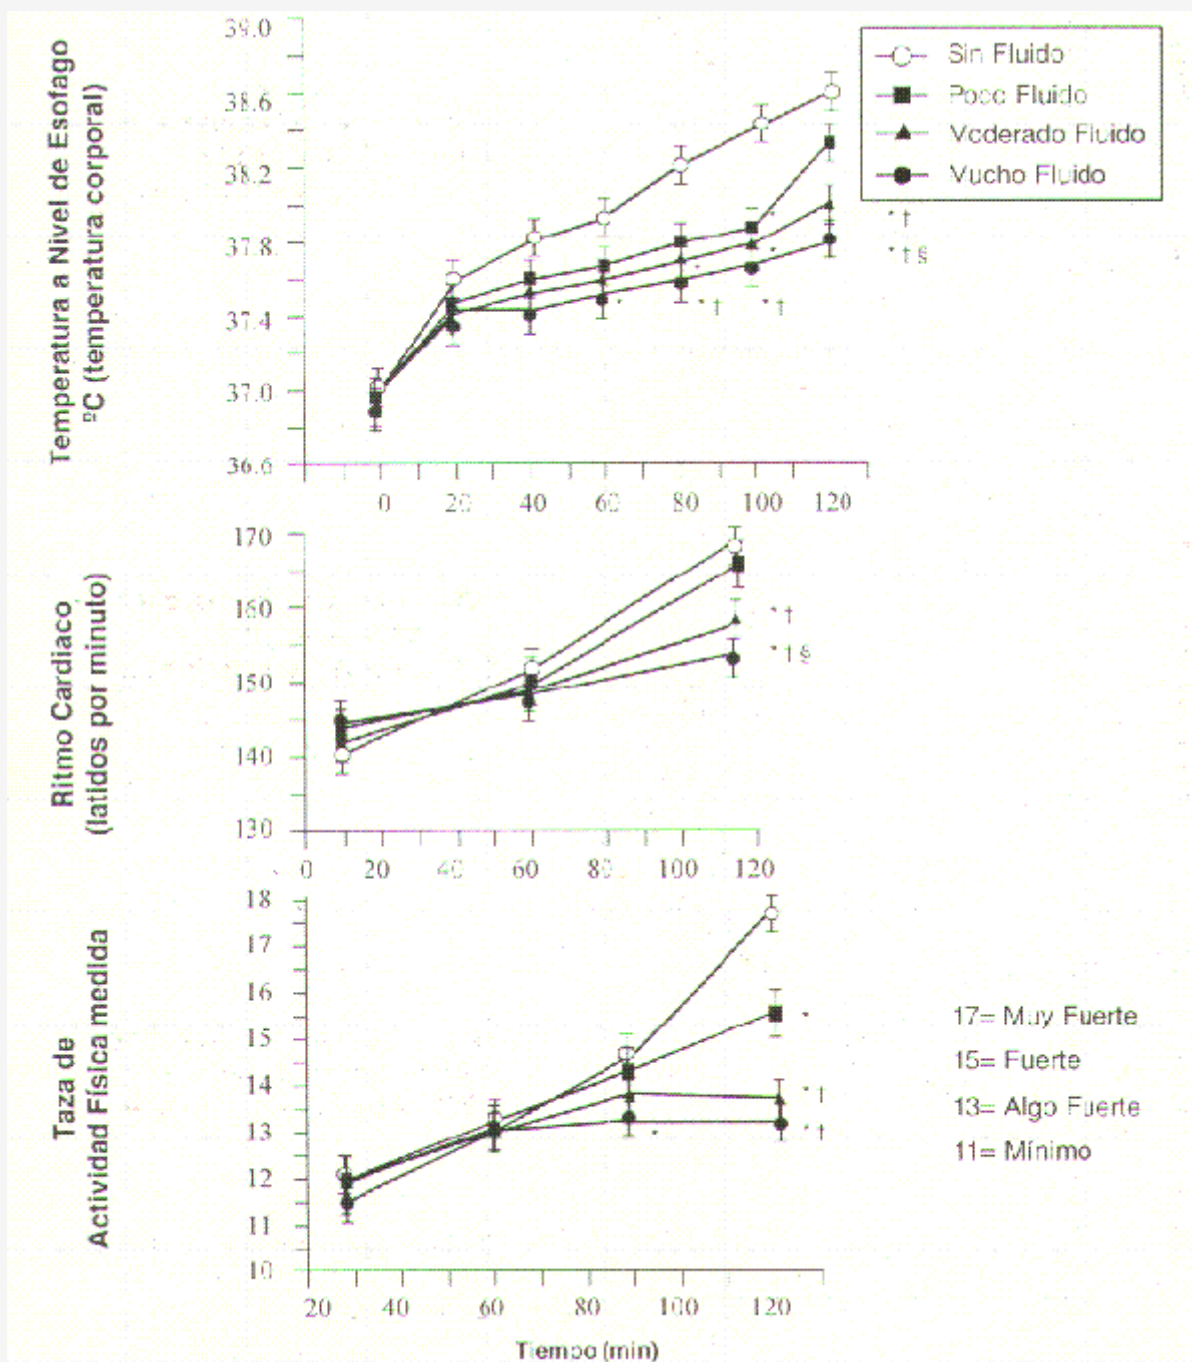 Temperatura a Nivel de Esofago
ºC (temperatura corporal)
39.0
38.6
38.2
37.8
37.4
37.0
36.6
0 20 40 60 80 100 120
Sin Fluido
Poco Fluido
Moderado Fluido
Mucho Fluido
* †
* † §
* * †
* †
Ritmo Cardiaco
(latidos por minuto)
170
160
150
140
130
0 20 40 60 80 100 120
* †
* † §
Taza de
Actividad Física medida
18
17
16
15
14
13
12
11
10
20 40 60 80 100 120
*
* †
* * †
17= Muy Fuerte
15= Fuerte
13= Algo Fuerte
11= Mínimo
Tiempo (min)